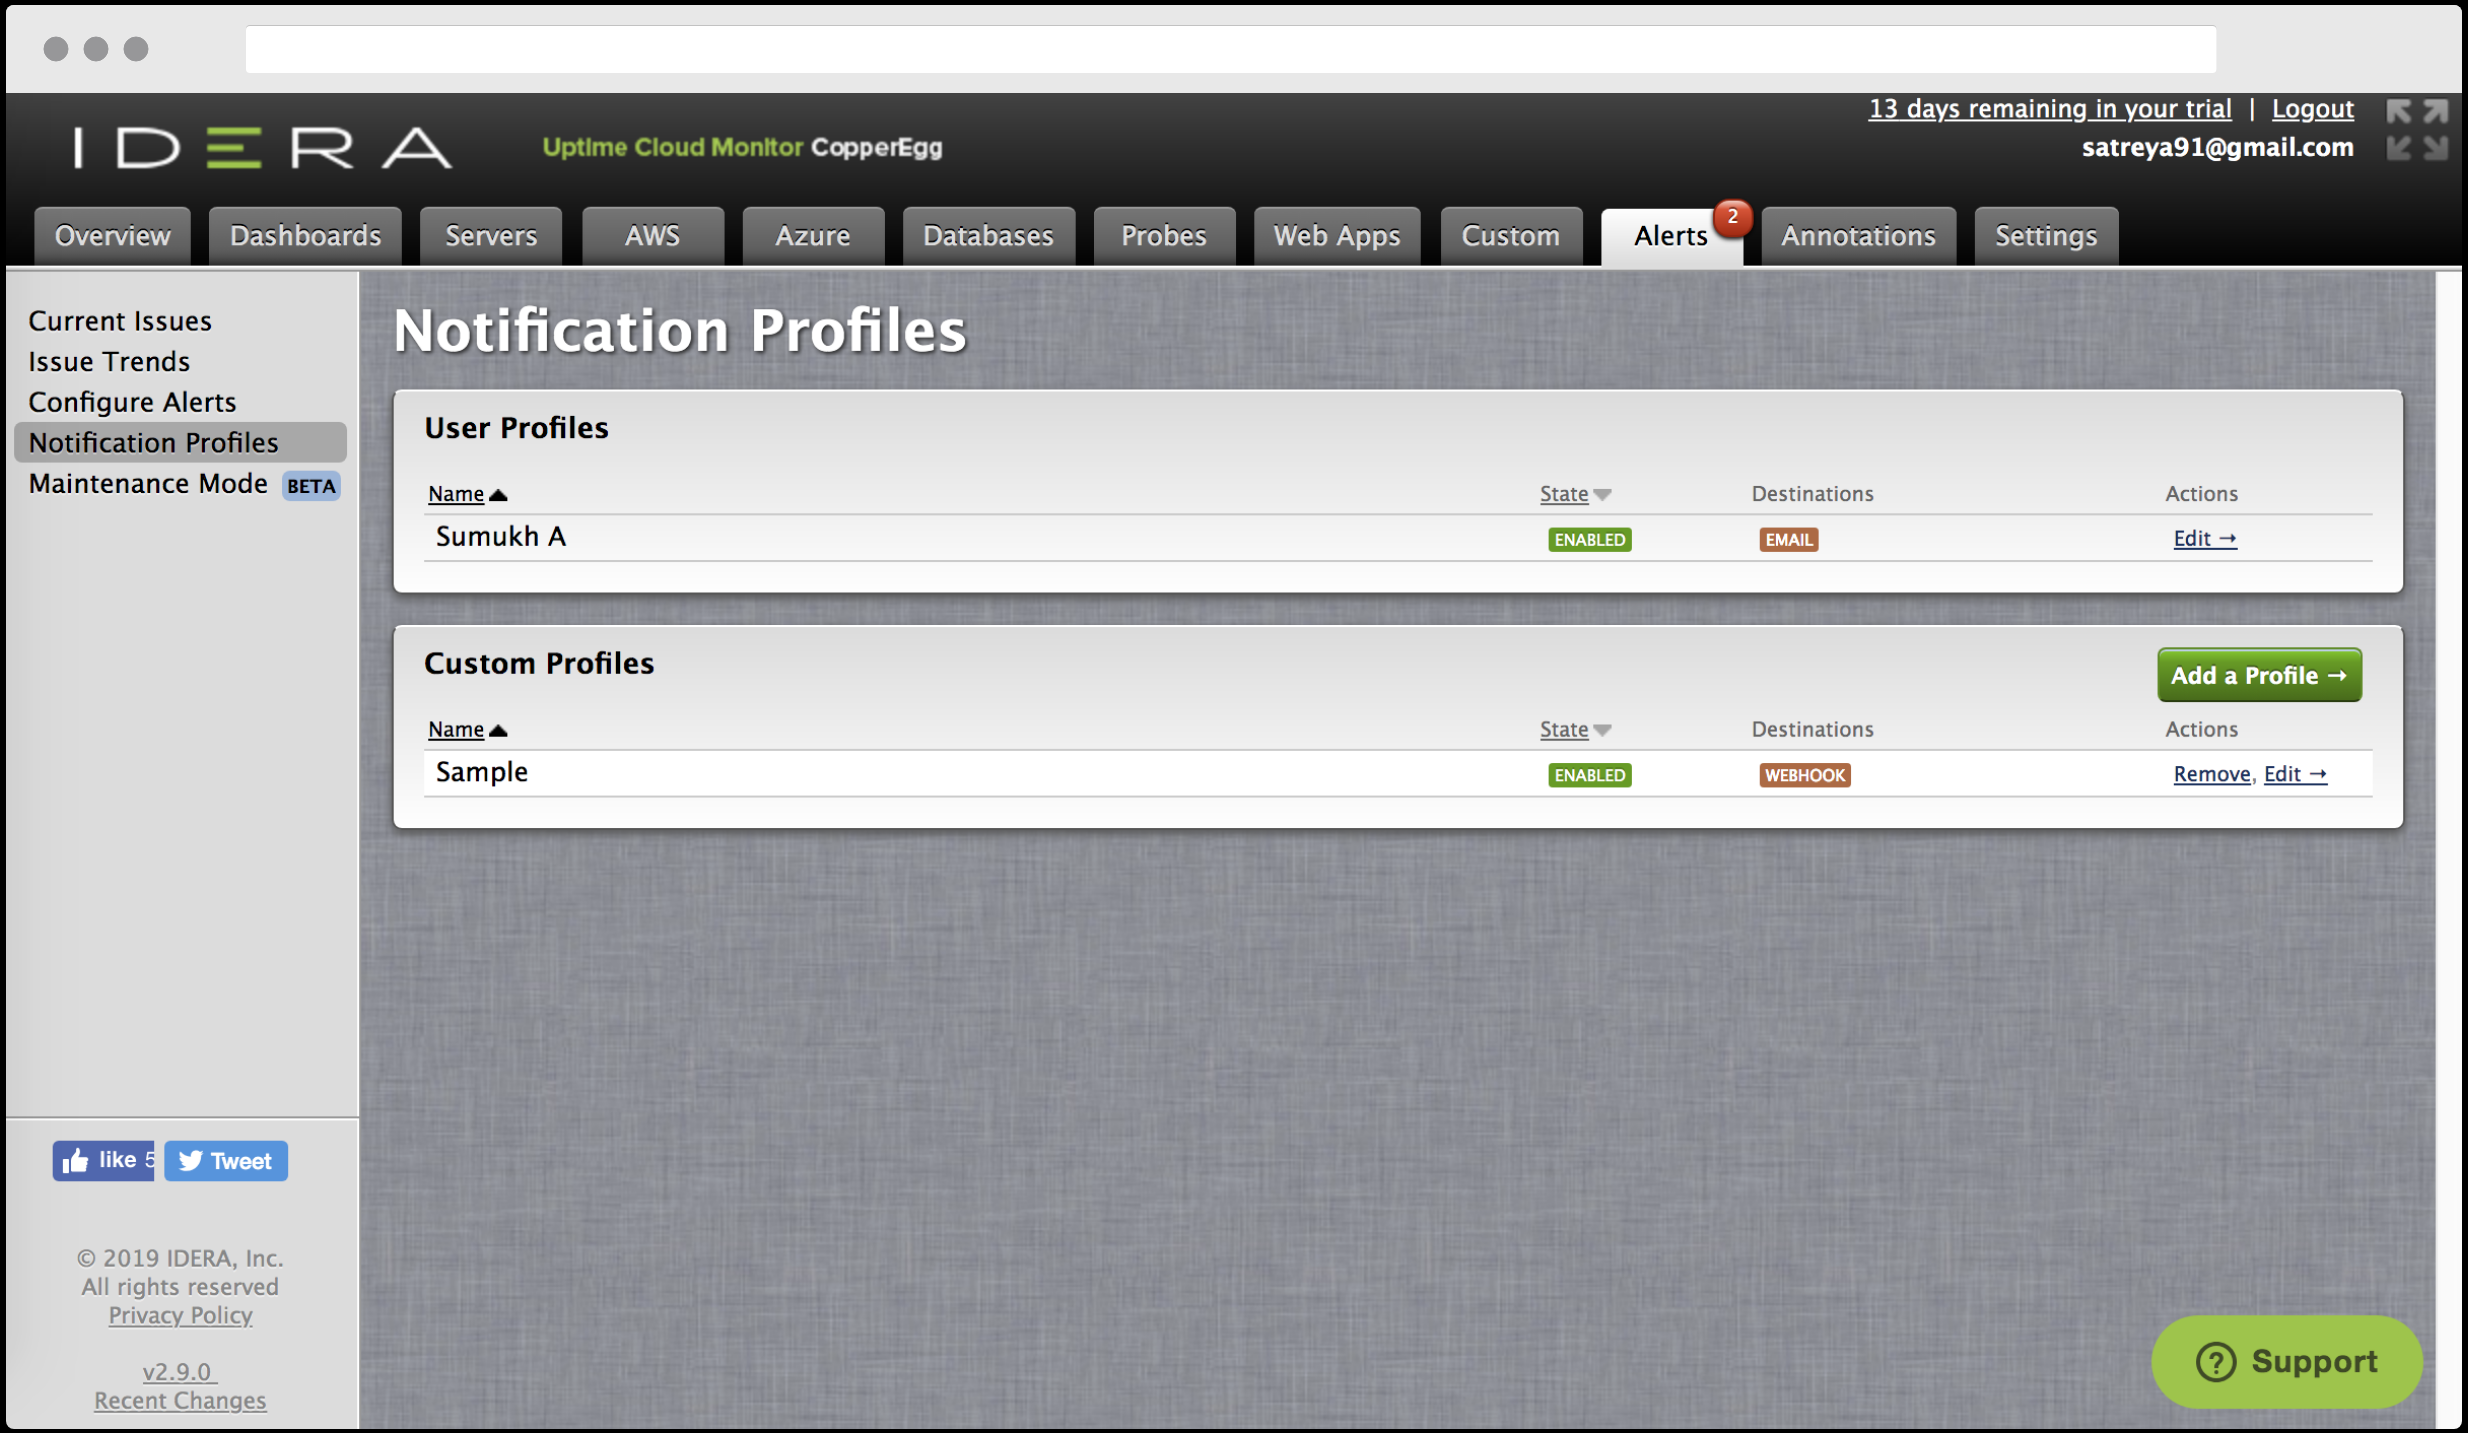 13 days remaining in your trial | Logout
IDERA Uptime Cloud Monitor CopperEgg
satreya91@gmail.com
Overview Dashboards Servers AWS Azure Databases Probes Web Apps Custom Alerts 2 Annotations Settings
Current Issues
Issue Trends
Configure Alerts
Notification Profiles
Maintenance Mode BETA
Notification Profiles
User Profiles
Name State Destinations Actions
Sumukh A ENABLED EMAIL Edit →
Custom Profiles
Add a Profile →
Name State Destinations Actions
Sample ENABLED WEBHOOK Remove, Edit →
like 5 Tweet
© 2019 IDERA, Inc.
All rights reserved
Privacy Policy
v2.9.0
Recent Changes
? Support